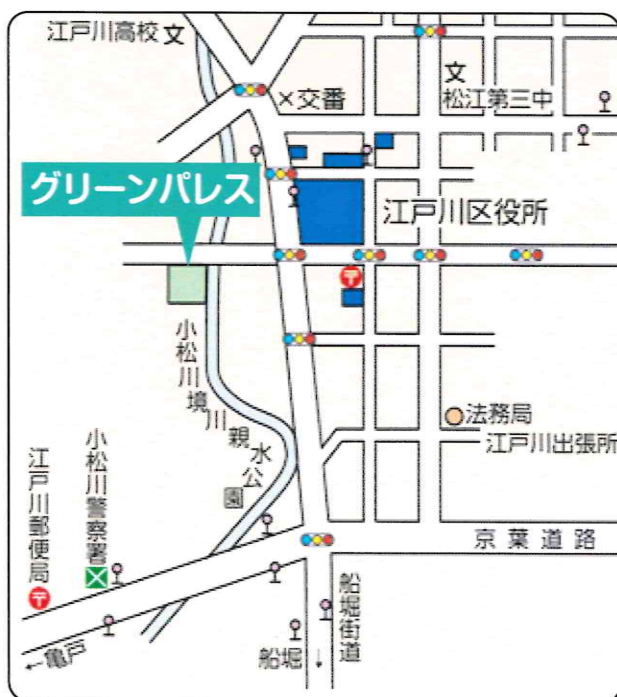 江戸川高校 文
×交番
文
松江第三中
グリーンパレス
江戸川区役所
〒
小松川境川親水公園
法務局
江戸川出張所
小松川警察署
江戸川郵便局
〒
京葉道路
船堀街道
←亀戸
船堀 ↓